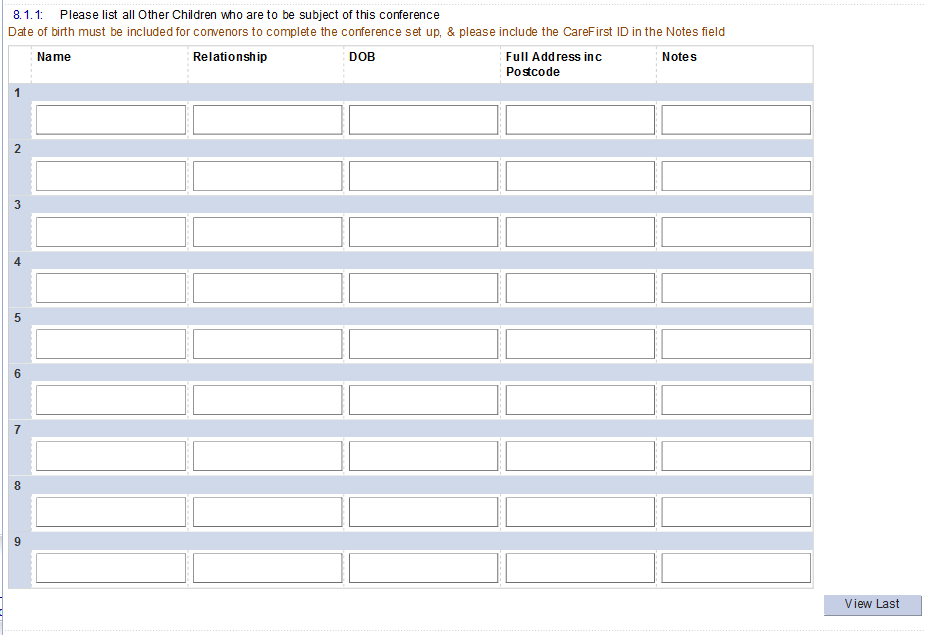 8.1.1: Please list all Other Children who are to be subject of this conference
Date of birth must be included for convenors to complete the conference set up, & please include the CareFirst ID in the Notes field
Name Relationship DOB Full Address inc Postcode Notes
1
2
3
4
5
6
7
8
9
View Last